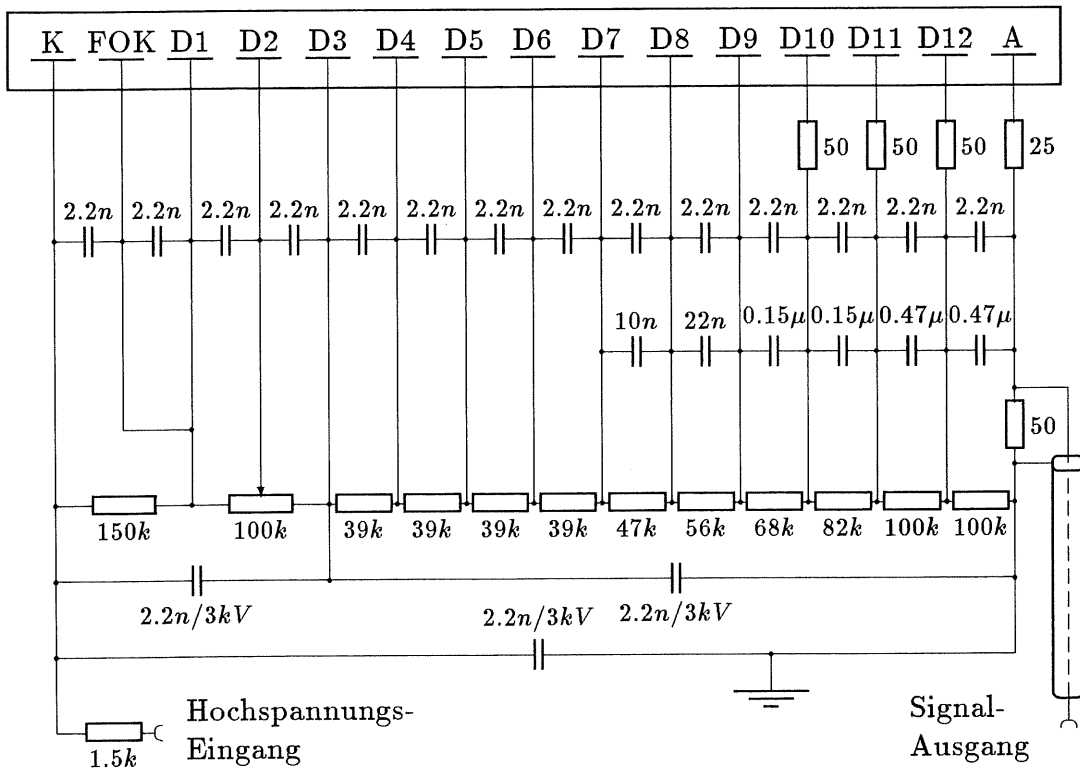 K FOK D1 D2 D3 D4 D5 D6 D7 D8 D9 D10 D11 D12 A
50 50 50 25
2.2n 2.2n 2.2n 2.2n 2.2n 2.2n 2.2n 2.2n 2.2n 2.2n 2.2n 2.2n 2.2n 2.2n
10n 22n 0.15μ 0.15μ 0.47μ 0.47μ
50
150k 100k 39k 39k 39k 39k 47k 56k 68k 82k 100k 100k
2.2n/3kV 2.2n/3kV 2.2n/3kV
Hochspannungs-
Eingang
1.5k
Signal-
Ausgang